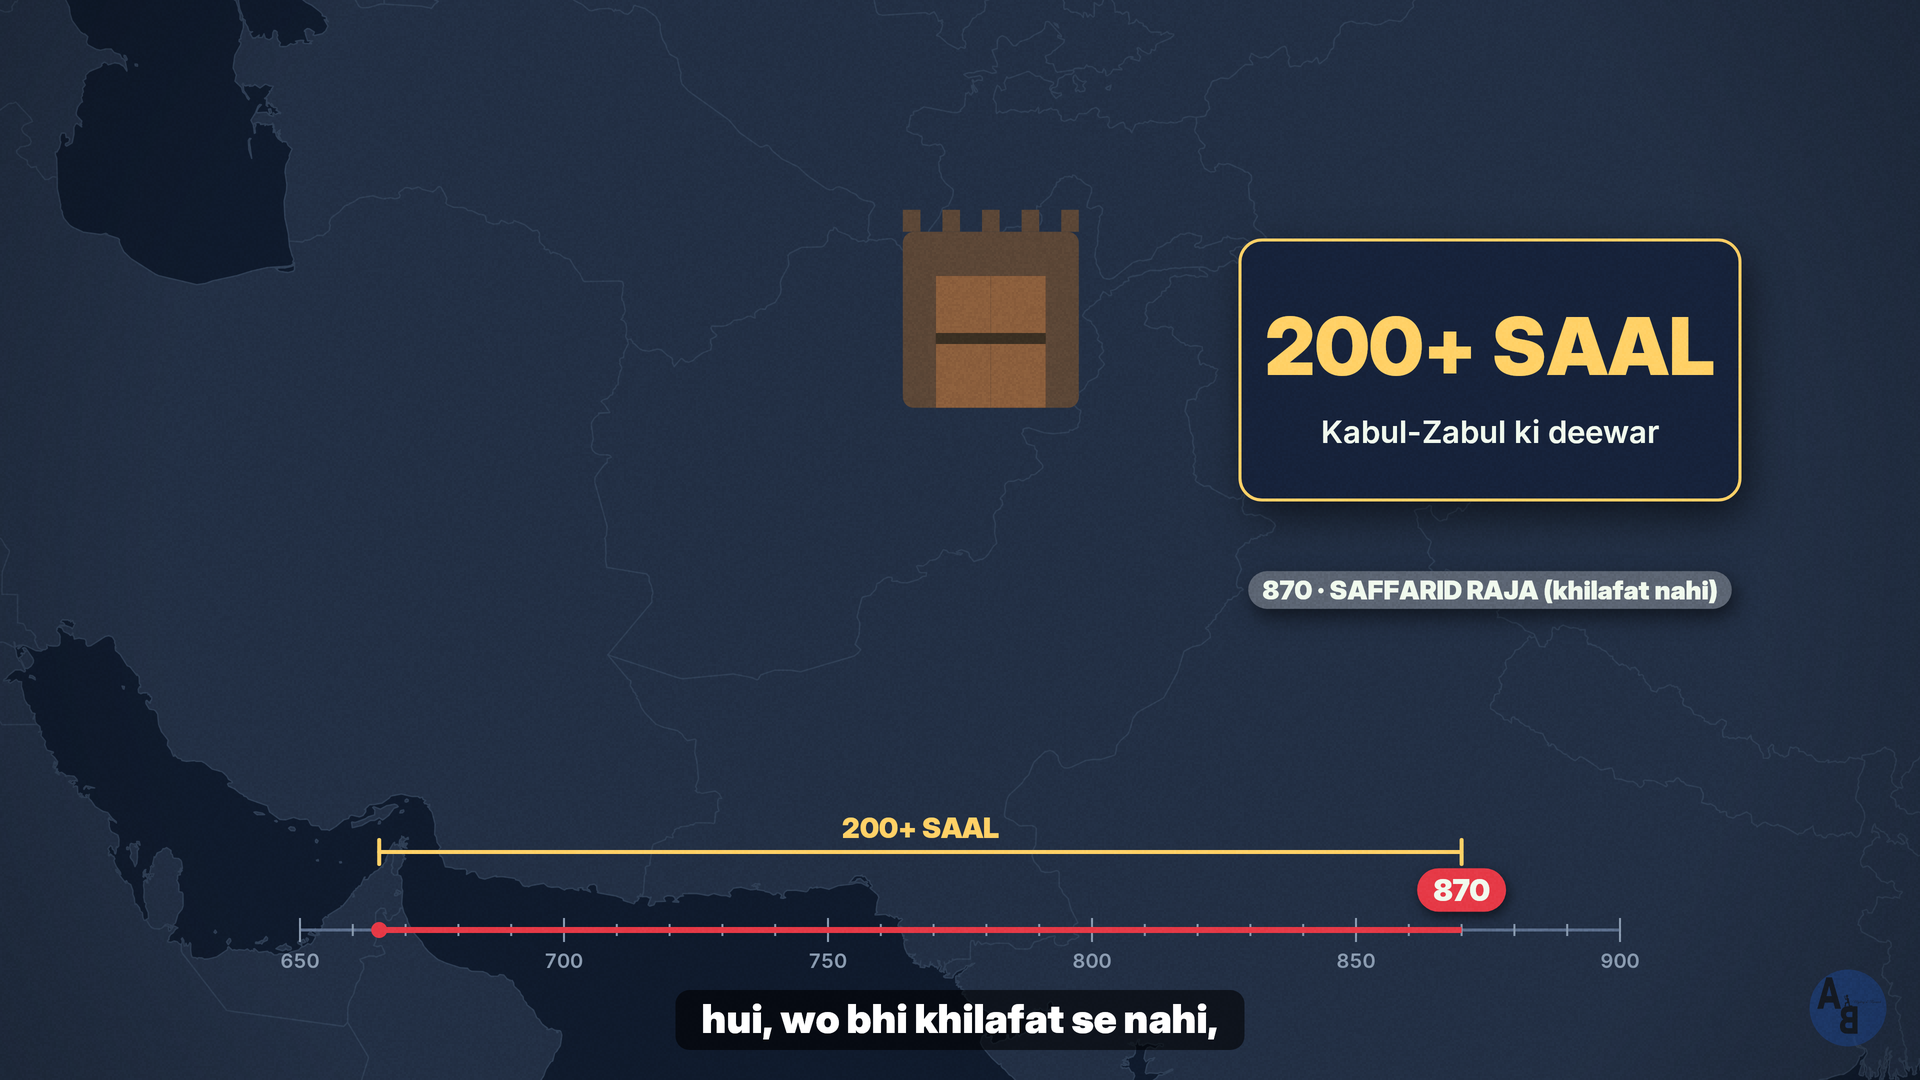 200+ SAAL
Kabul-Zabul ki deewar
870 · SAFFARID RAJA (khilafat nahi)
200+ SAAL
870
650 700 750 800 850 900
hui, wo bhi khilafat se nahi,
A
B